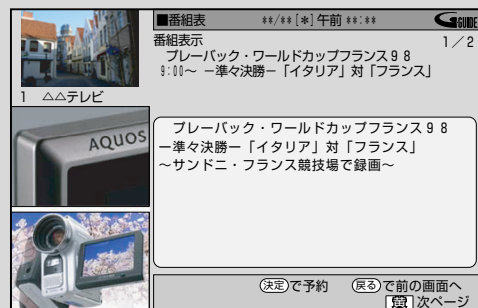 ■番組表 **/**[*]午前**:** GGUIDE
番組表示 1／2
プレーバック・ワールドカップフランス９８
9:00〜 －準々決勝－「イタリア」対「フランス」
1 △△テレビ
AQUOS
プレーバック・ワールドカップフランス９８
ー準々決勝ー「イタリア」対「フランス」
〜サンドニ・フランス競技場で録画〜
決定で予約 戻るで前の画面へ
黄 次ページ